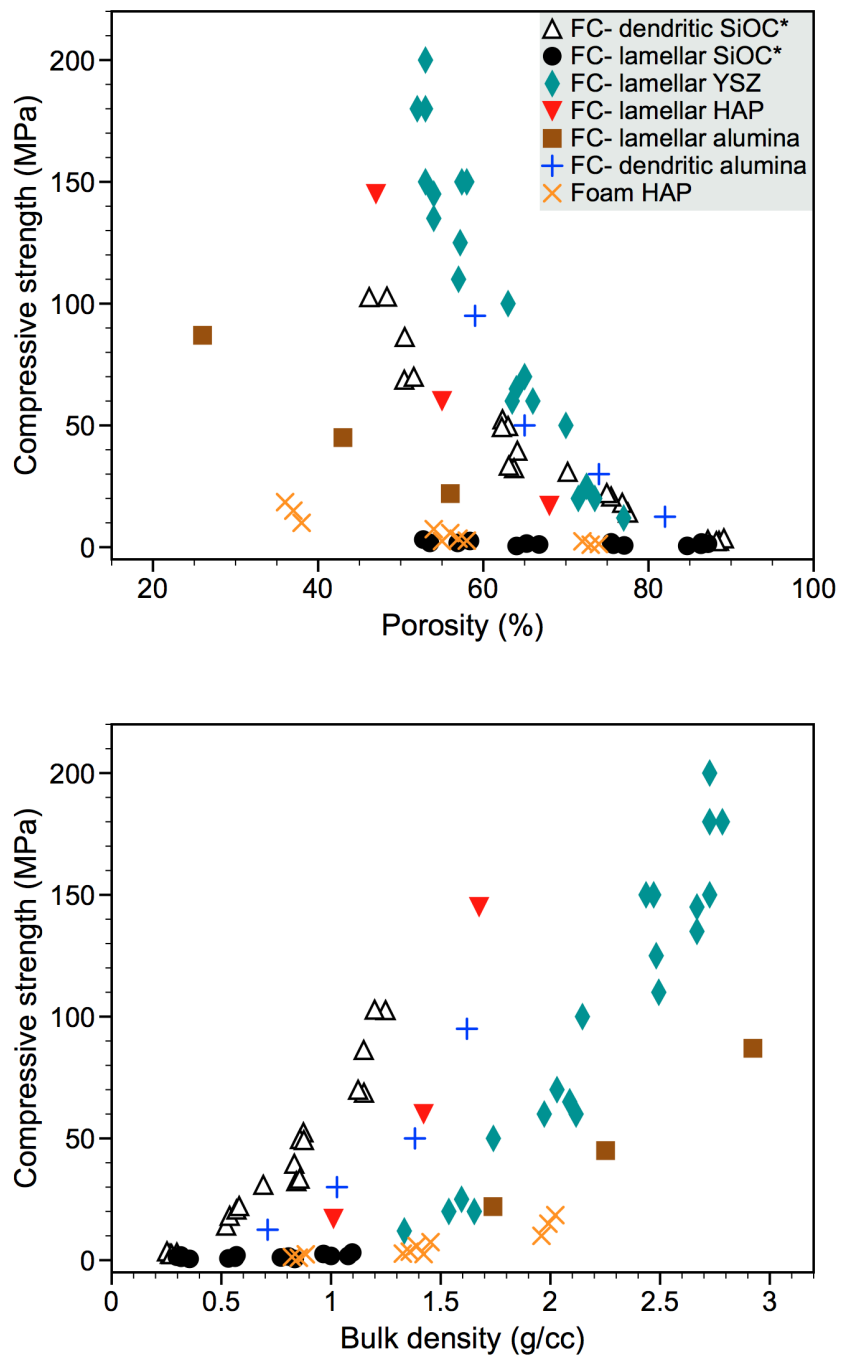 FC- dendritic SiOC*
FC- lamellar SiOC*
FC- lamellar YSZ
FC- lamellar HAP
FC- lamellar alumina
FC- dendritic alumina
Foam HAP
Compressive strength (MPa)
200
150
100
50
0
20 40 60 80 100
Porosity (%)
Compressive strength (MPa)
200
150
100
50
0
0 0.5 1 1.5 2 2.5 3
Bulk density (g/cc)